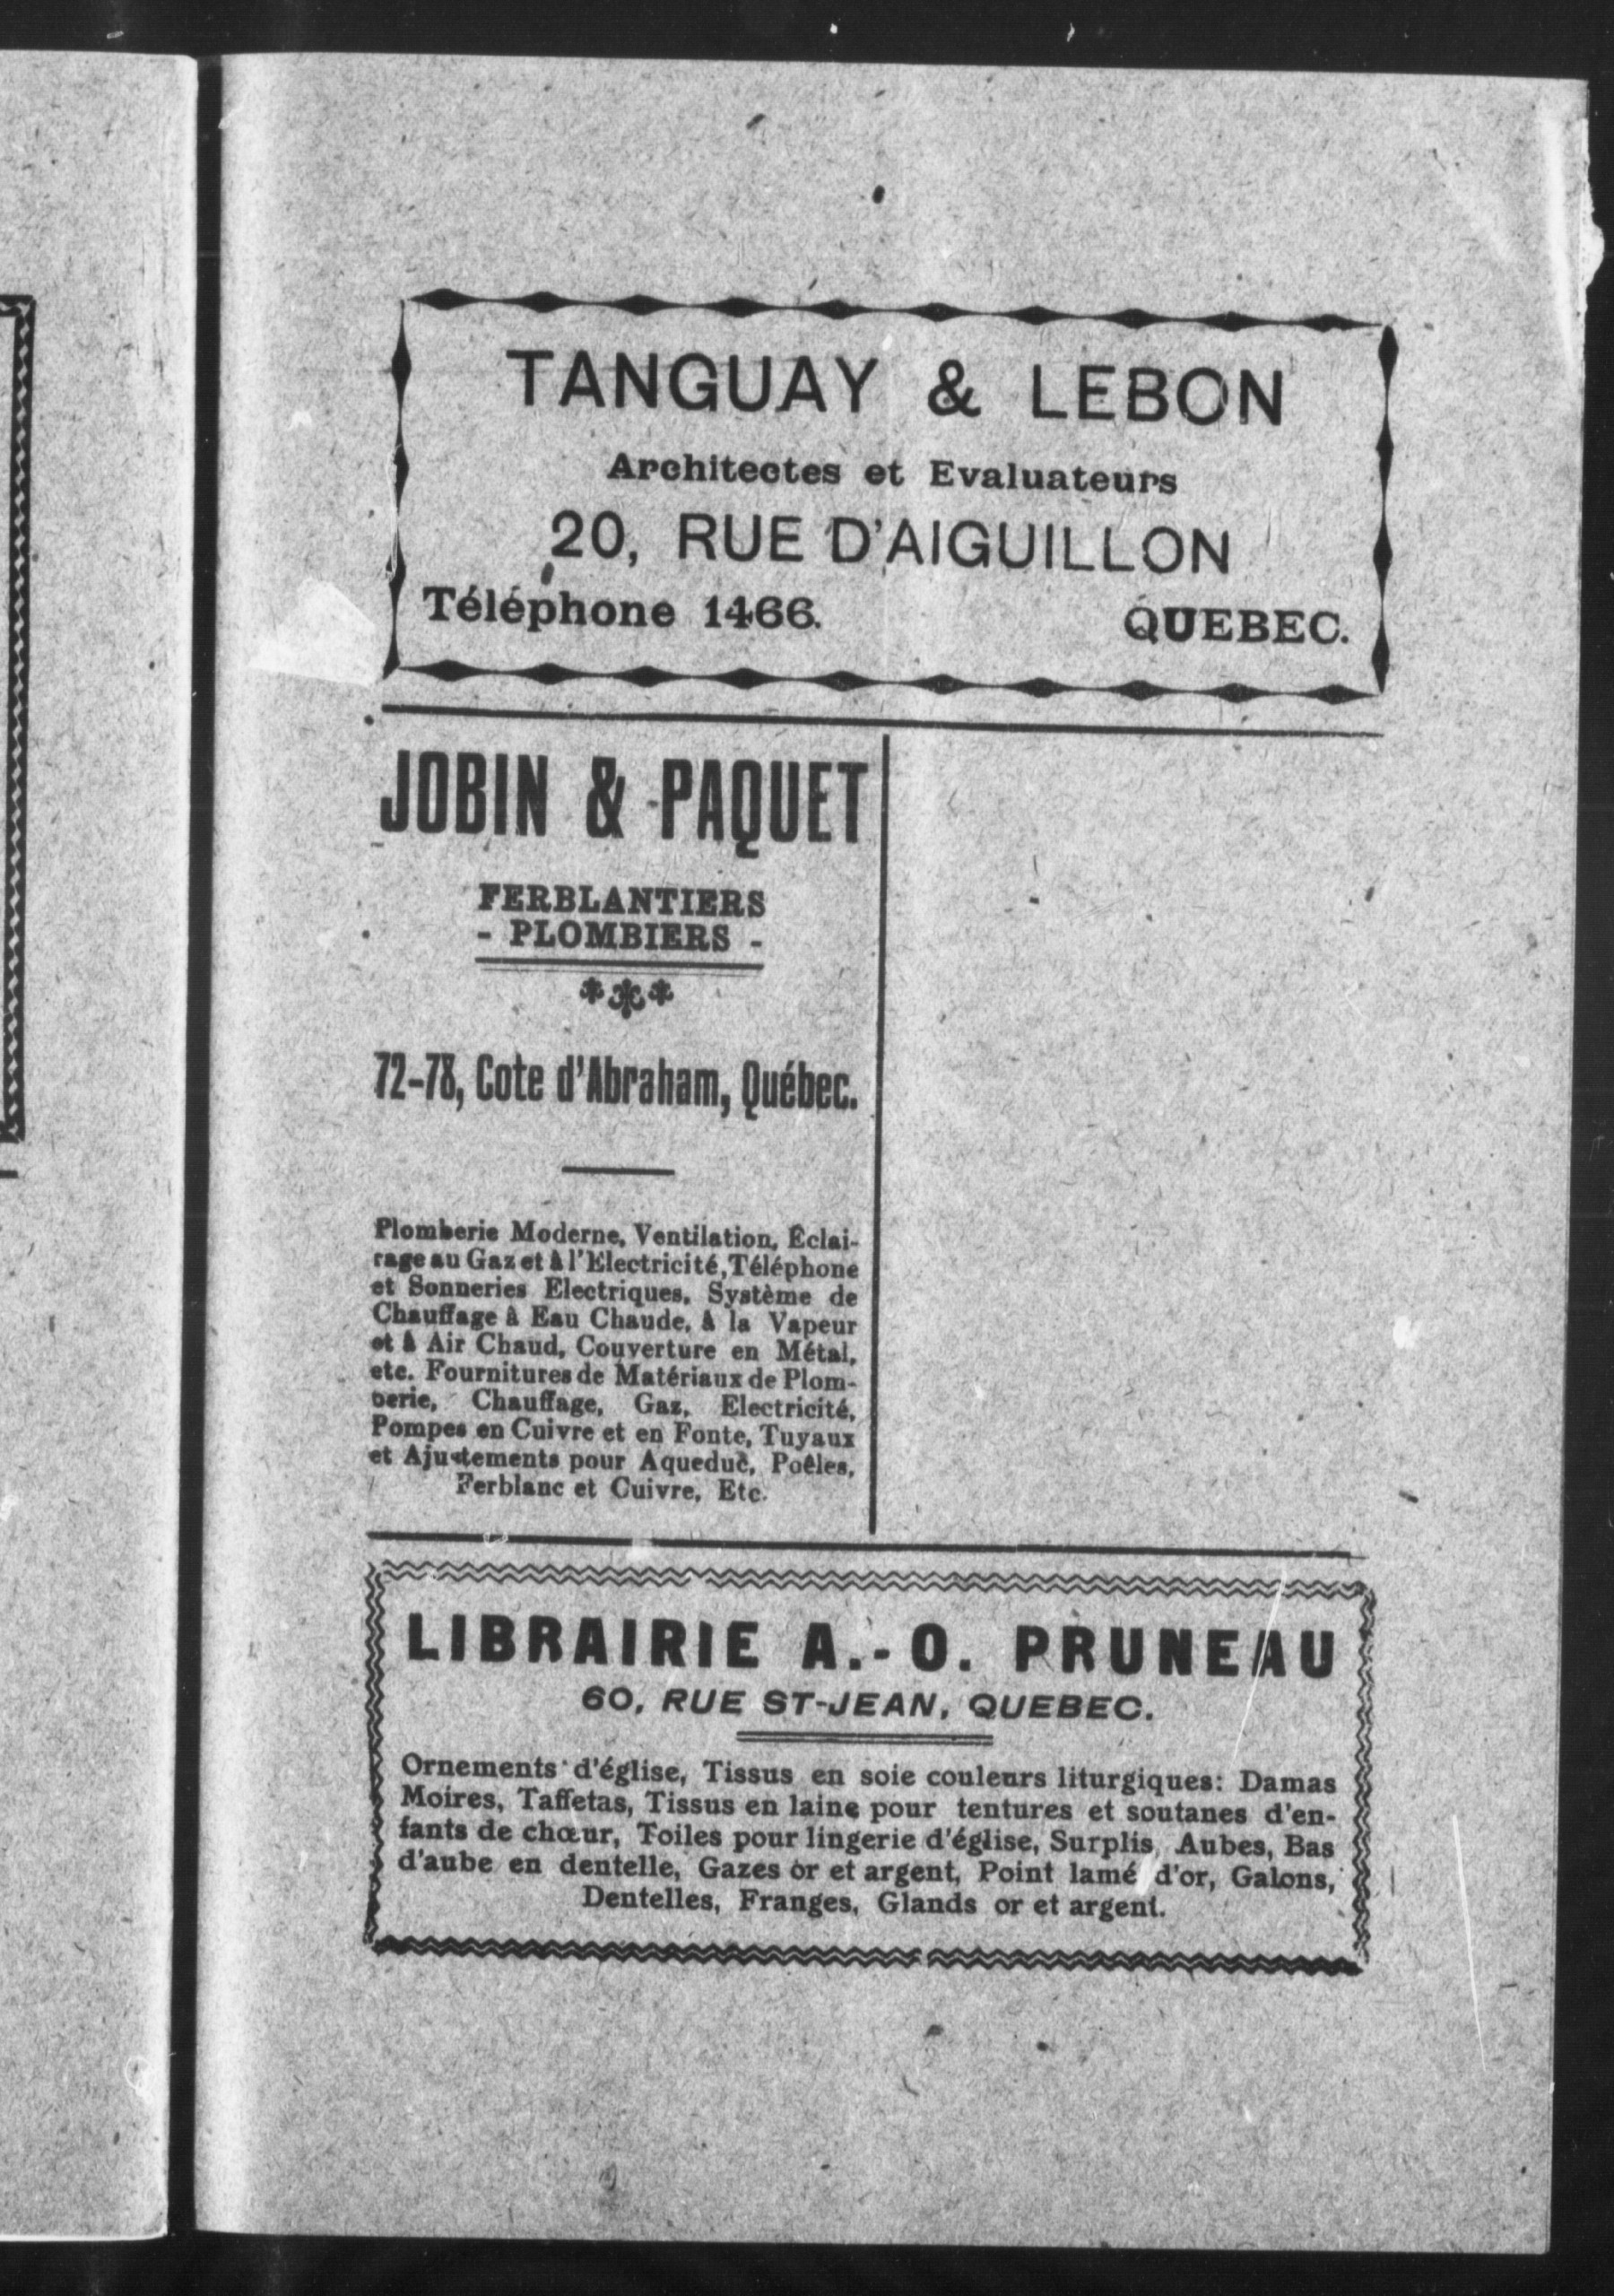 TANGUAY & LEBON
Architectes et Evaluateurs
20, RUE D'AIGUILLON
Téléphone 1466. QUEBEC.
JOBIN & PAQUET
FERBLANTIERS
- PLOMBIERS -
72-78, Cote d'Abraham, Québec.
Plomberie Moderne, Ventilation, Éclai-
rage au Gaz et à l'Electricité, Téléphone
et Sonneries Electriques, Système de
Chauffage à Eau Chaude, à la Vapeur
et à Air Chaud, Couverture en Métal,
etc. Fournitures de Matériaux de Plom-
berie, Chauffage, Gaz, Electricité,
Pompes en Cuivre et en Fonte, Tuyaux
et Ajustements pour Aqueduc, Poêles,
Ferblanc et Cuivre, Etc.
LIBRAIRIE A.-O. PRUNEAU
60, RUE ST-JEAN, QUEBEC.
Ornements d'église, Tissus en soie couleurs liturgiques: Damas
Moires, Taffetas, Tissus en laine pour tentures et soutanes d'en-
fants de chœur, Toiles pour lingerie d'église, Surplis, Aubes, Bas
d'aube en dentelle, Gazes or et argent, Point lamé d'or, Galons,
Dentelles, Franges, Glands or et argent.